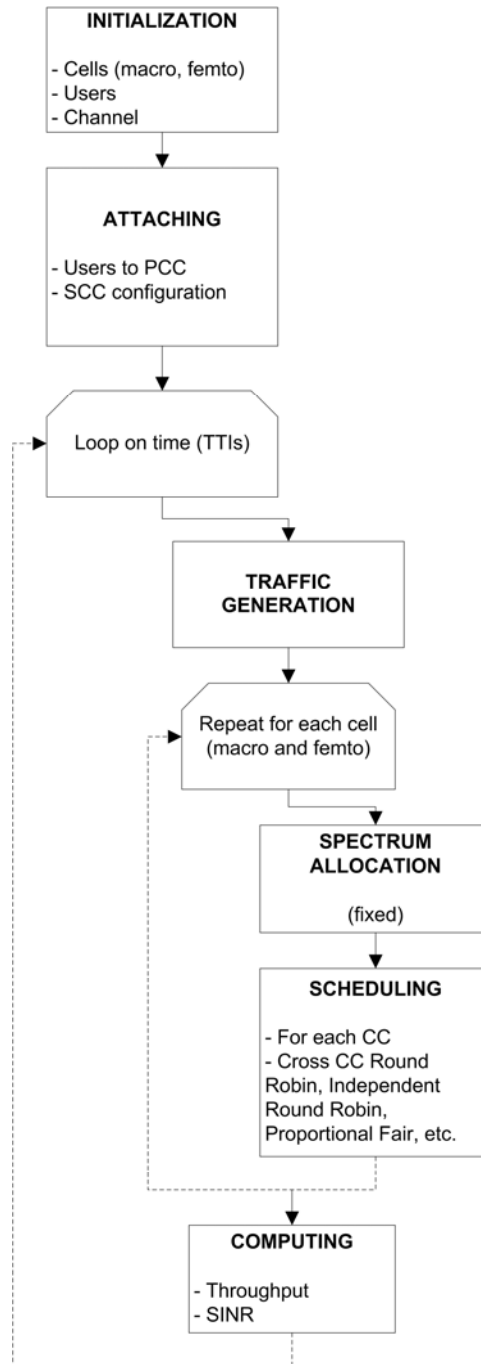 INITIALIZATION
- Cells (macro, femto)
- Users
- Channel
ATTACHING
- Users to PCC
- SCC configuration
Loop on time (TTIs)
TRAFFIC
GENERATION
Repeat for each cell
(macro and femto)
SPECTRUM
ALLOCATION
(fixed)
SCHEDULING
- For each CC
- Cross CC Round
Robin, Independent
Round Robin,
Proportional Fair, etc.
COMPUTING
- Throughput
- SINR